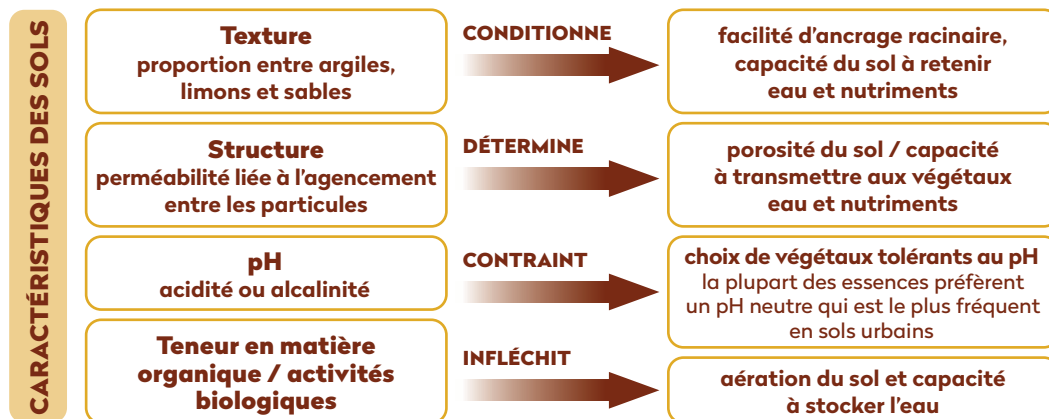 CARACTÉRISTIQUES DES SOLS
Texture
proportion entre argiles,
limons et sables
CONDITIONNE
facilité d'ancrage racinaire,
capacité du sol à retenir
eau et nutriments
Structure
perméabilité liée à l'agencement
entre les particules
DÉTERMINE
porosité du sol / capacité
à transmettre aux végétaux
eau et nutriments
pH
acidité ou alcalinité
CONTRAINT
choix de végétaux tolérants au pH
la plupart des essences préfèrent
un pH neutre qui est le plus fréquent
en sols urbains
Teneur en matière
organique / activités
biologiques
INFLÉCHIT
aération du sol et capacité
à stocker l'eau